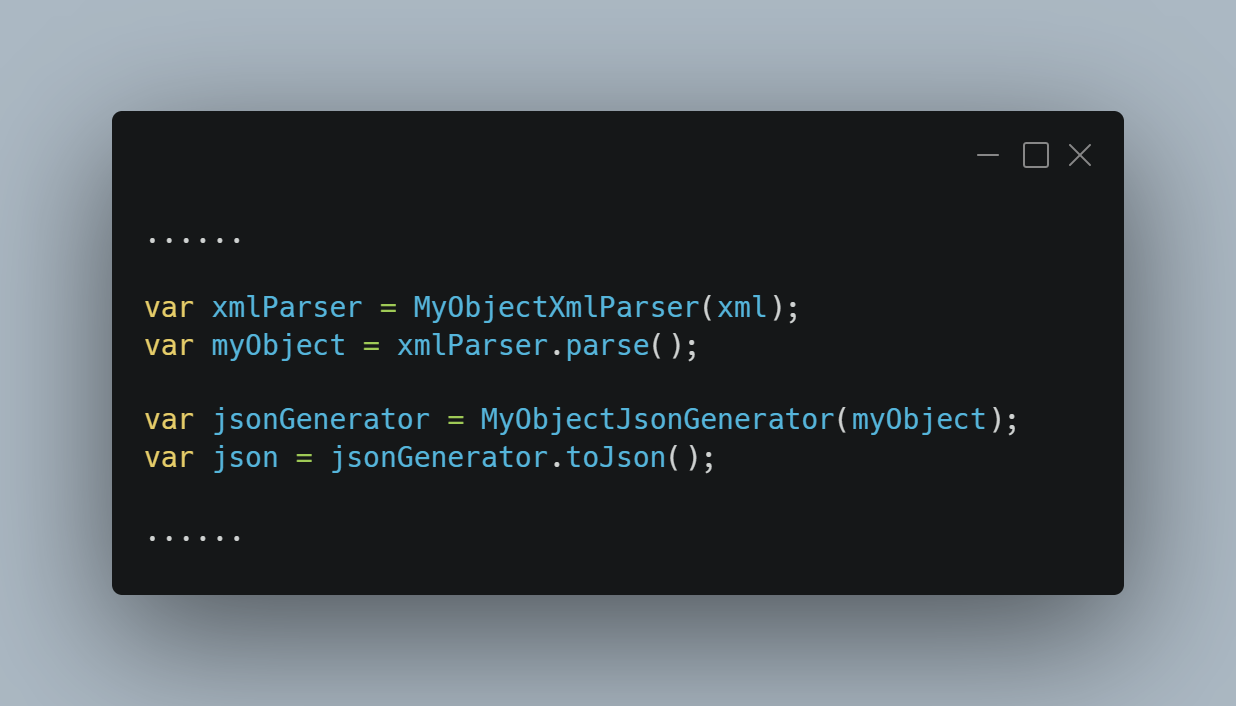 ......
var xmlParser = MyObjectXmlParser(xml);
var myObject = xmlParser.parse();
var jsonGenerator = MyObjectJsonGenerator(myObject);
var json = jsonGenerator.toJson();
......